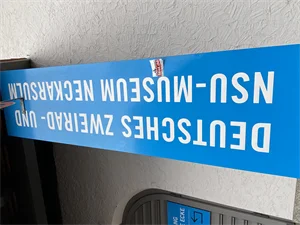 DEUTSCHES ZWEIRAD- UND
NSU-MUSEUM NECKARSULM